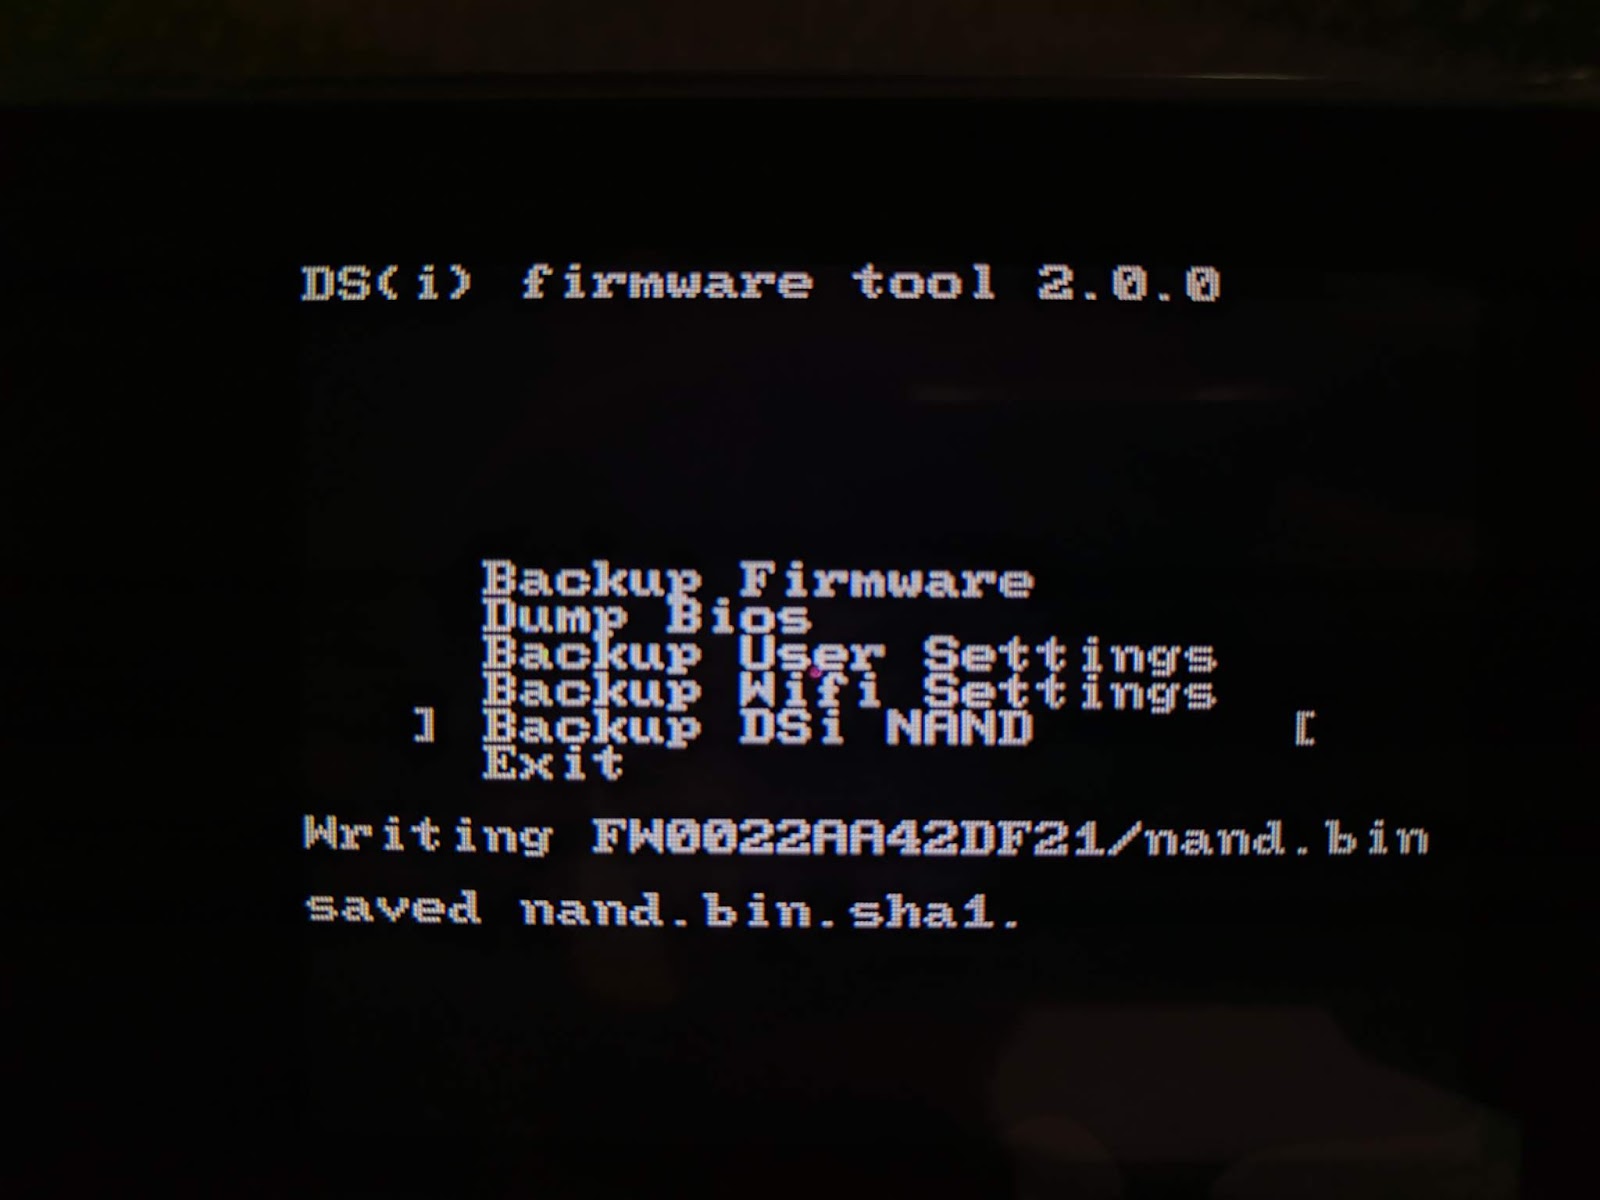 DS(i) firmware tool 2.0.0
Backup Firmware
Dump Bios
Backup User Settings
Backup Wifi Settings
] Backup DSi NAND [
Exit
Writing FW0022AA42DF21/nand.bin
saved nand.bin.sha1.